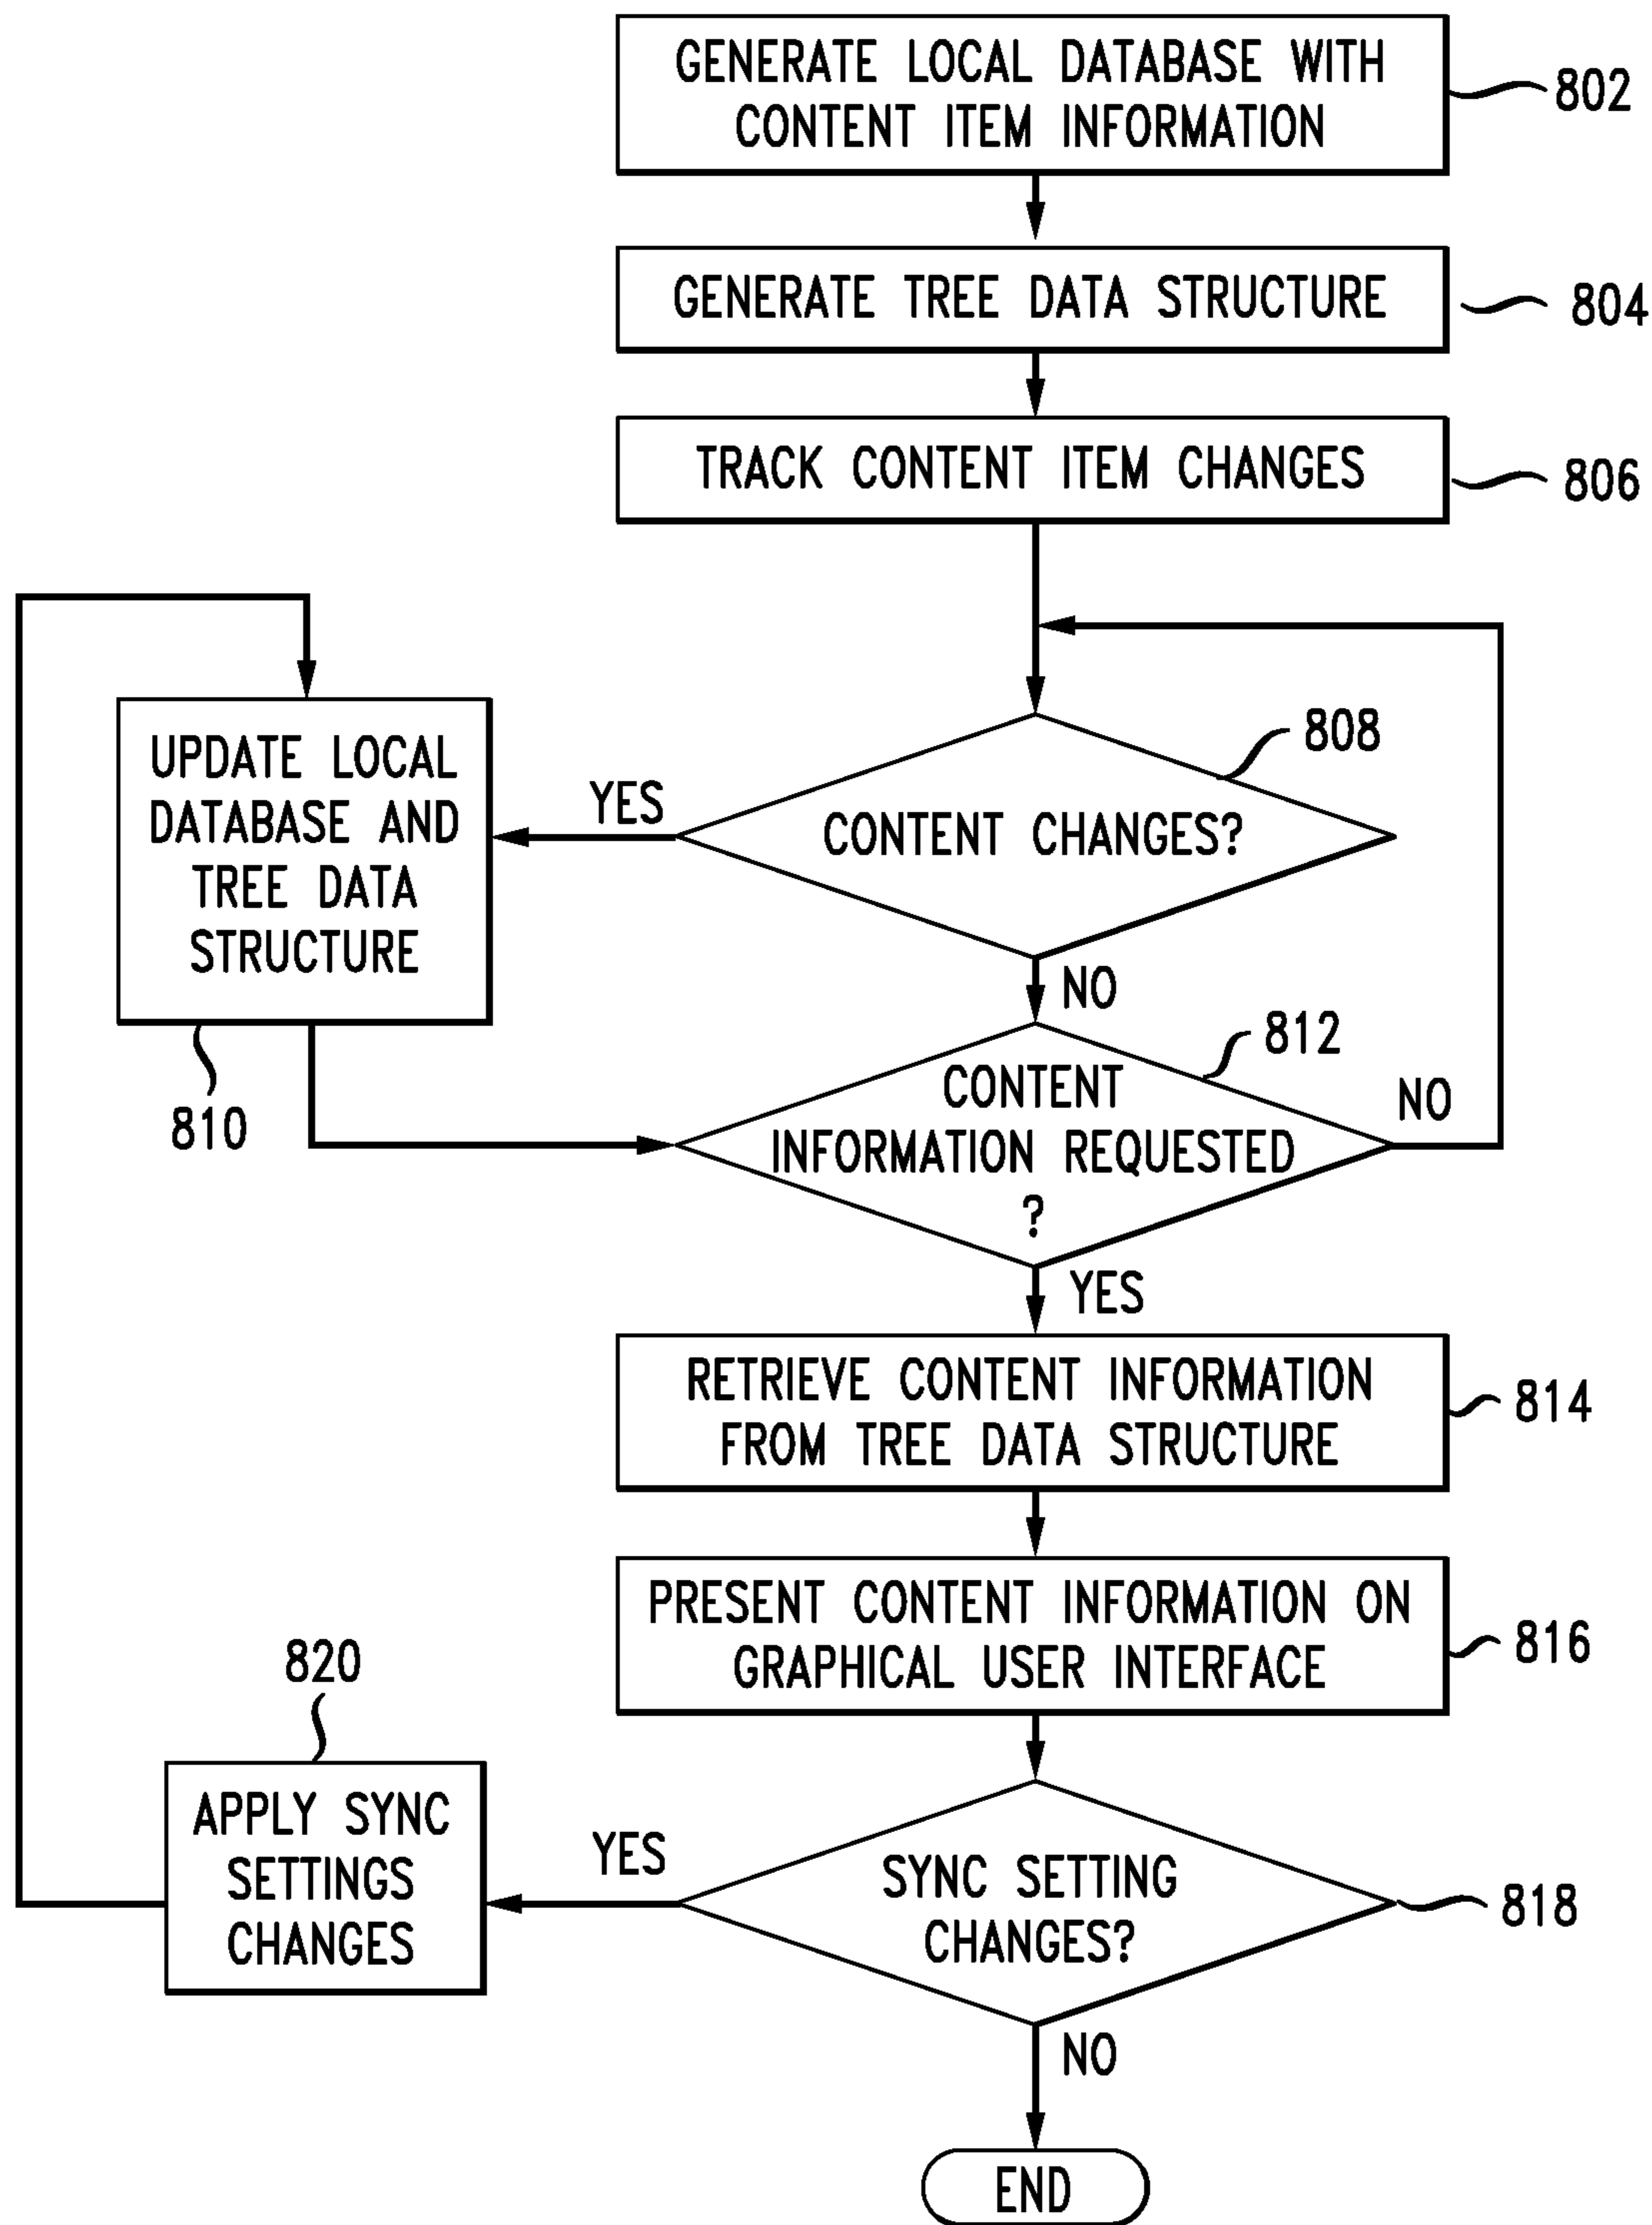 GENERATE LOCAL DATABASE WITH
CONTENT ITEM INFORMATION
802
GENERATE TREE DATA STRUCTURE
804
TRACK CONTENT ITEM CHANGES
806
808
UPDATE LOCAL
DATABASE AND
TREE DATA
STRUCTURE
YES
CONTENT CHANGES?
NO
810
812
CONTENT
INFORMATION REQUESTED
?
NO
YES
RETRIEVE CONTENT INFORMATION
FROM TREE DATA STRUCTURE
814
PRESENT CONTENT INFORMATION ON
GRAPHICAL USER INTERFACE
816
820
APPLY SYNC
SETTINGS
CHANGES
YES
SYNC SETTING
CHANGES?
818
NO
END